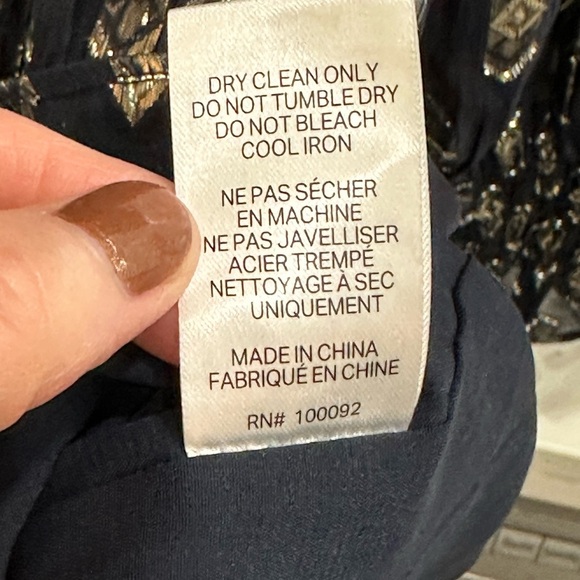 DRY CLEAN ONLY
DO NOT TUMBLE DRY
DO NOT BLEACH
COOL IRON
NE PAS SÉCHER
EN MACHINE
NE PAS JAVELLISER
ACIER TREMPÉ
NETTOYAGE À SEC
UNIQUEMENT
MADE IN CHINA
FABRIQUÉ EN CHINE
RN# 100092